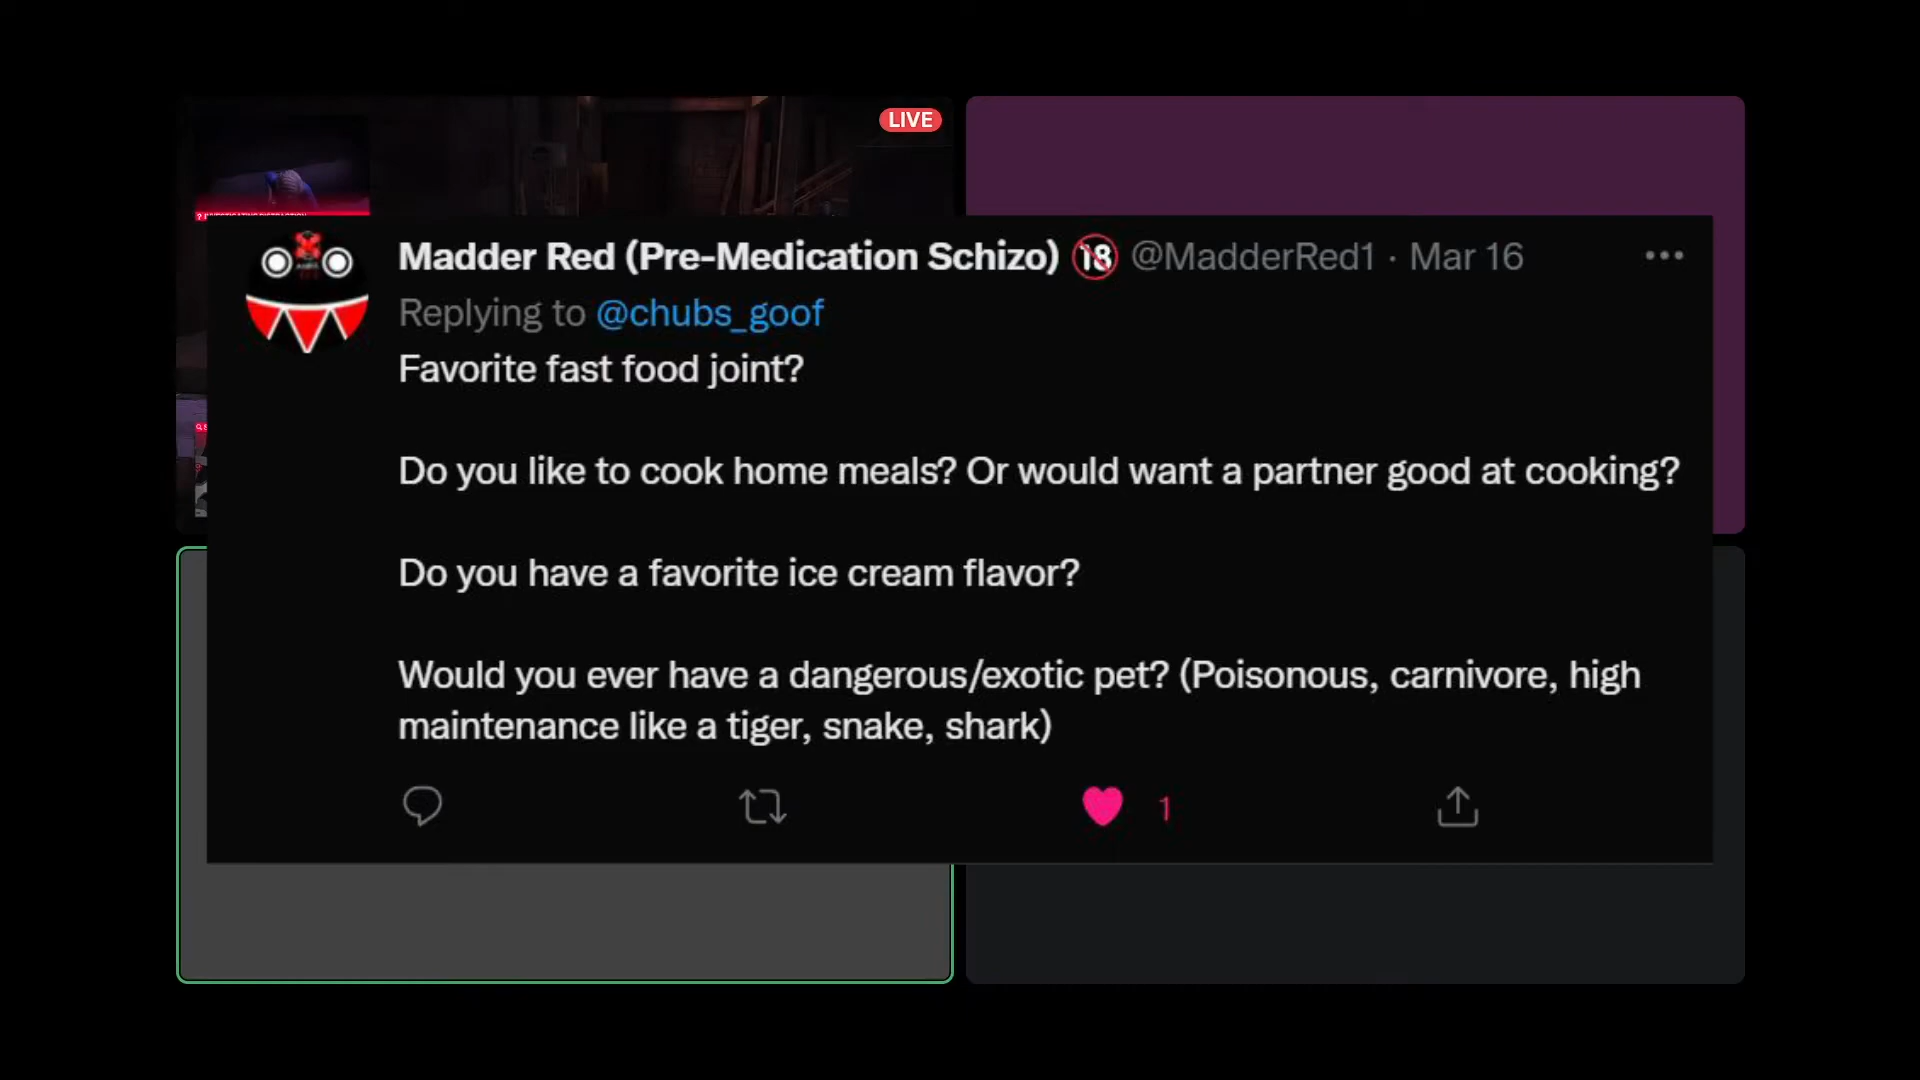 LIVE
Madder Red (Pre-Medication Schizo) 🔞 @MadderRed1 · Mar 16
Replying to @chubs_goof
Favorite fast food joint?
Do you like to cook home meals? Or would want a partner good at cooking?
Do you have a favorite ice cream flavor?
Would you ever have a dangerous/exotic pet? (Poisonous, carnivore, high
maintenance like a tiger, snake, shark)
1